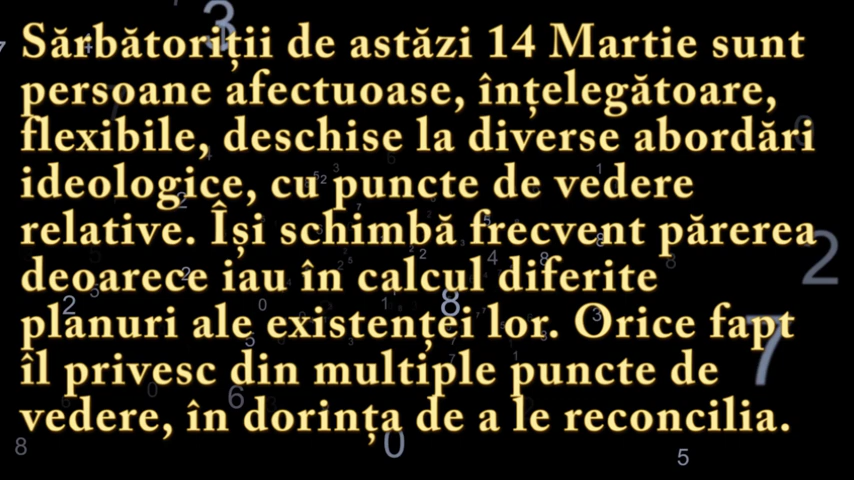 Sărbătoriții de astăzi 14 Martie sunt
persoane afectuoase, înțelegătoare,
flexibile, deschise la diverse abordări
ideologice, cu puncte de vedere
relative. Își schimbă frecvent părerea
deoarece iau în calcul diferite
planuri ale existenței lor. Orice fapt
îl privesc din multiple puncte de
vedere, în dorința de a le reconcilia.